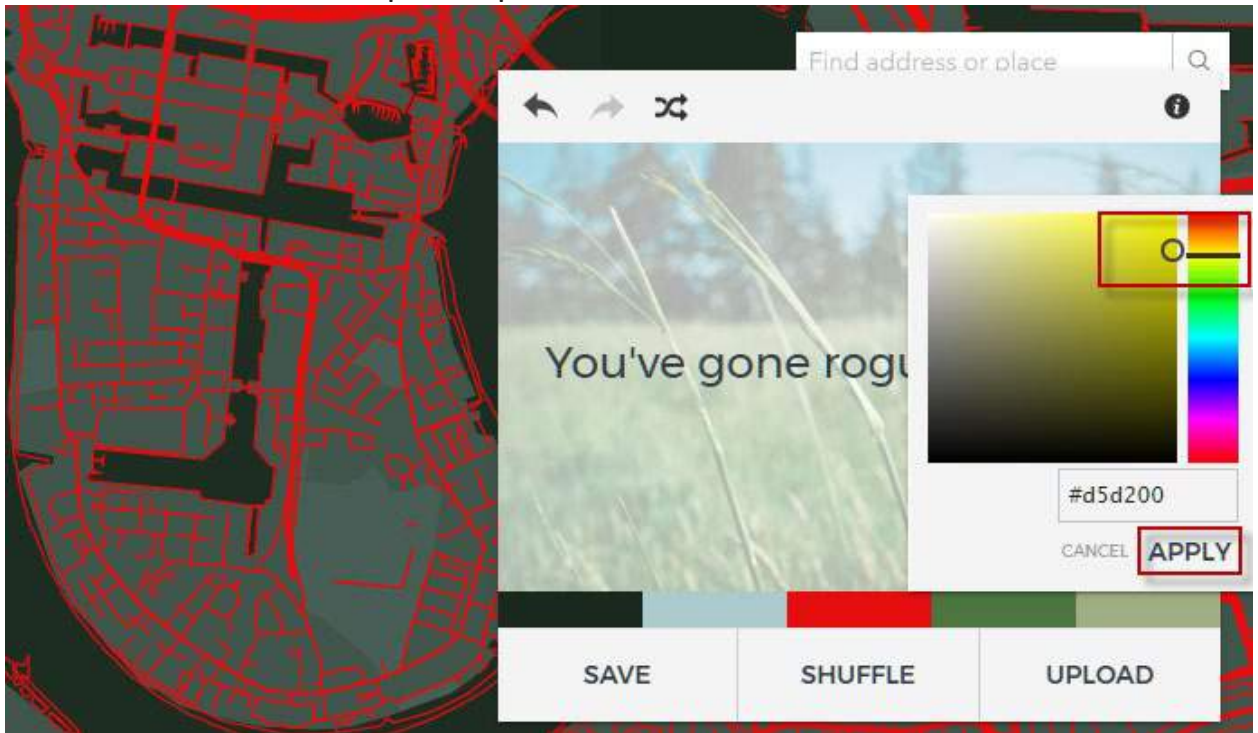 Find address or place
You've gone rogu
#d5d200
CANCEL APPLY
SAVE SHUFFLE UPLOAD